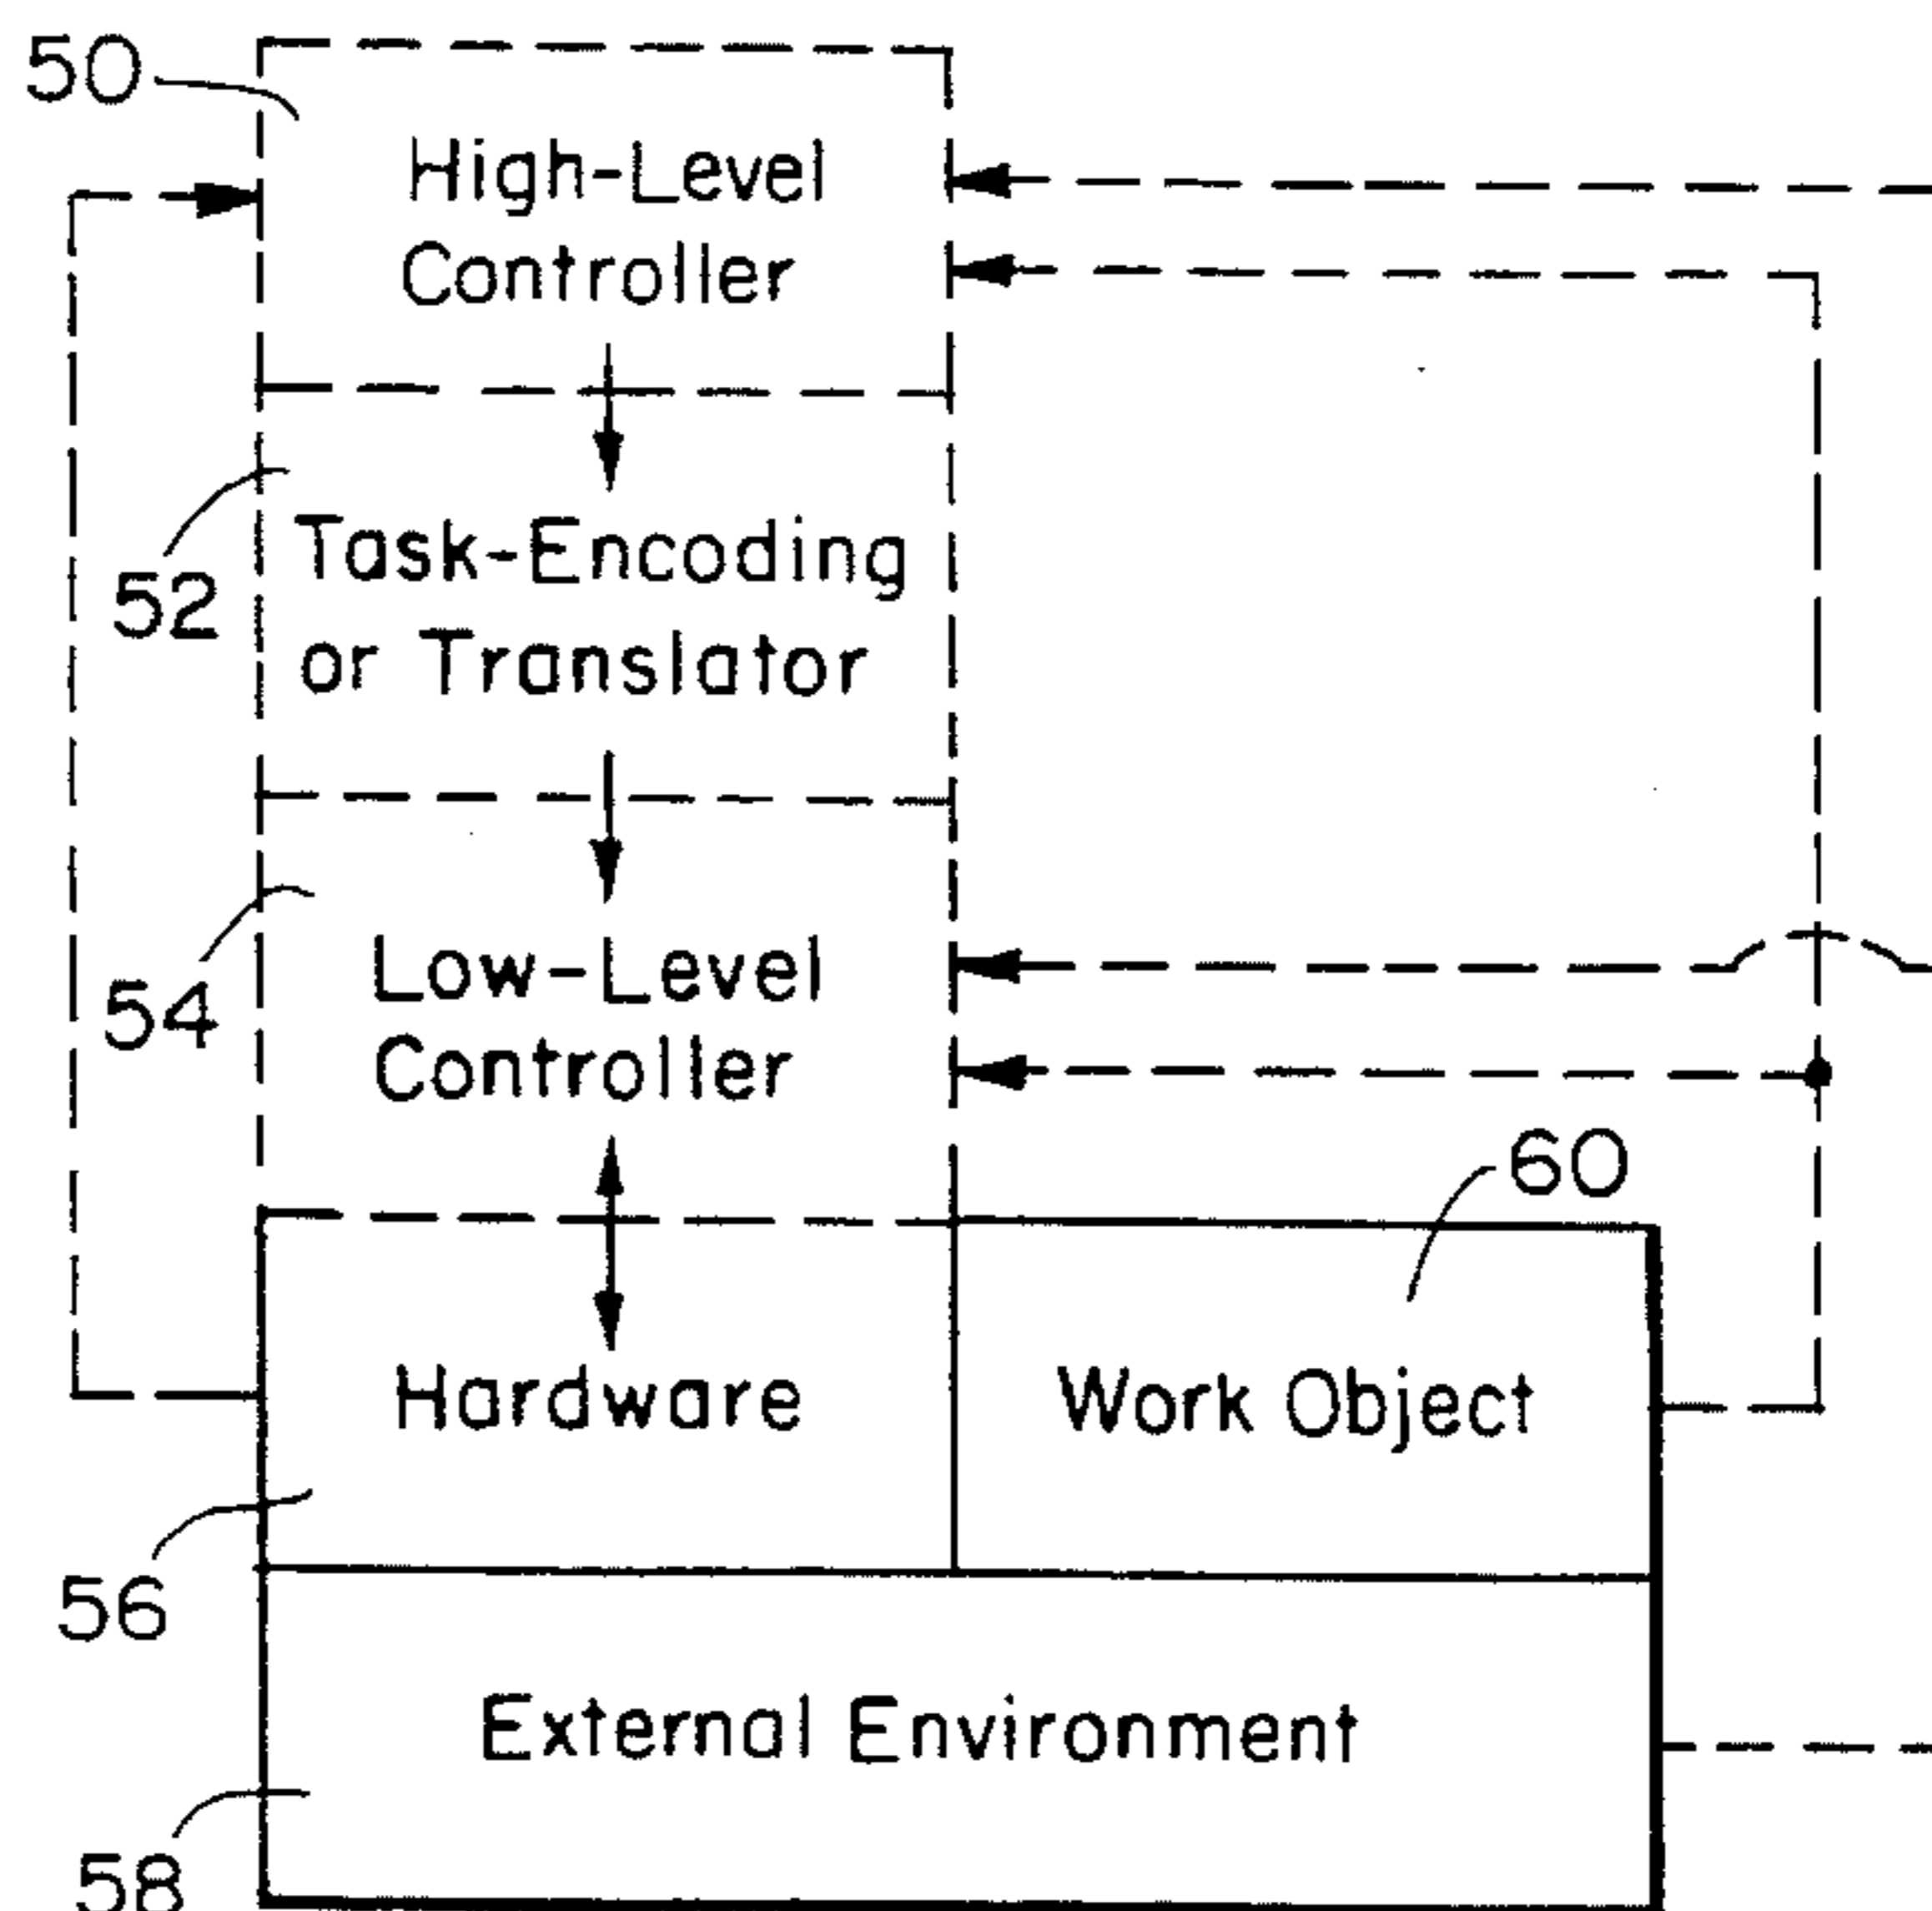 50
High-Level
Controller
52
Task-Encoding
or Translator
54
Low-Level
Controller
60
Hardware
Work Object
56
External Environment
58